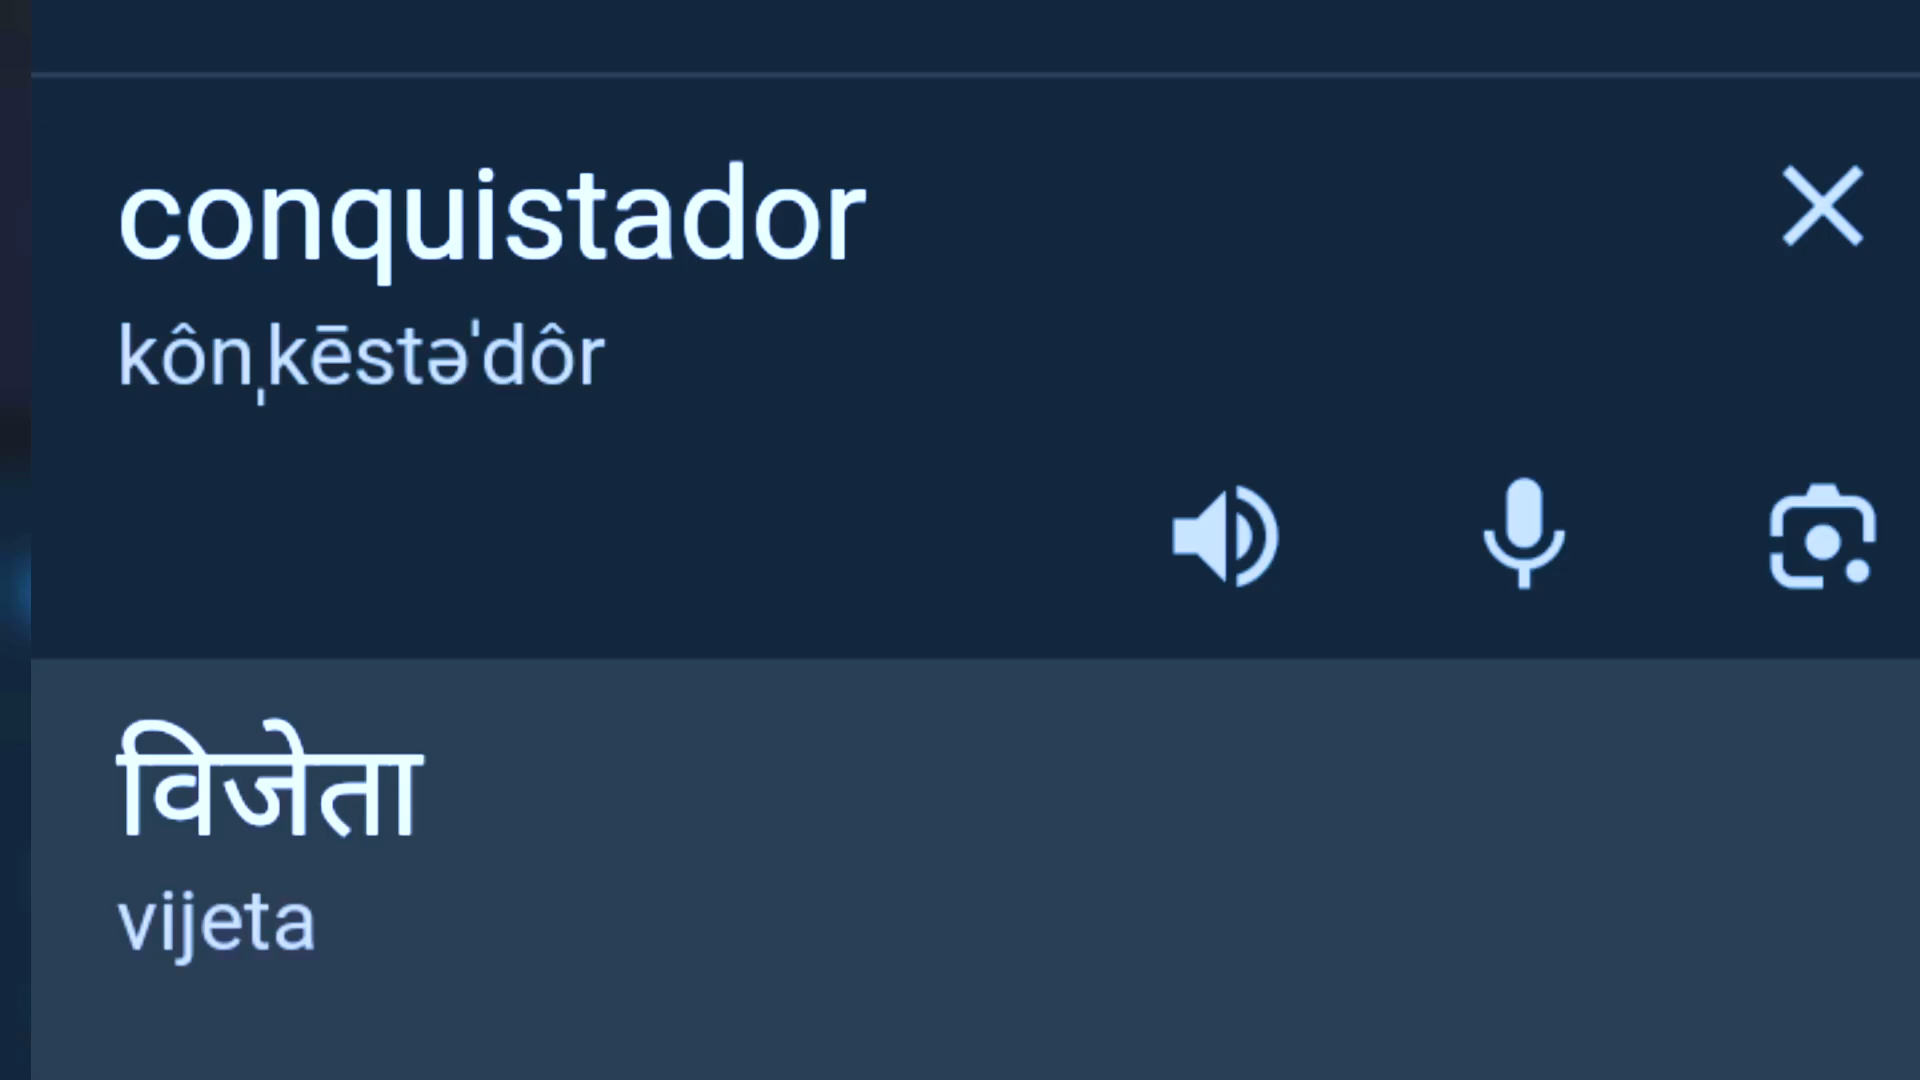 conquistador
kônˌkēstəˈdôr
विजेता
vijeta